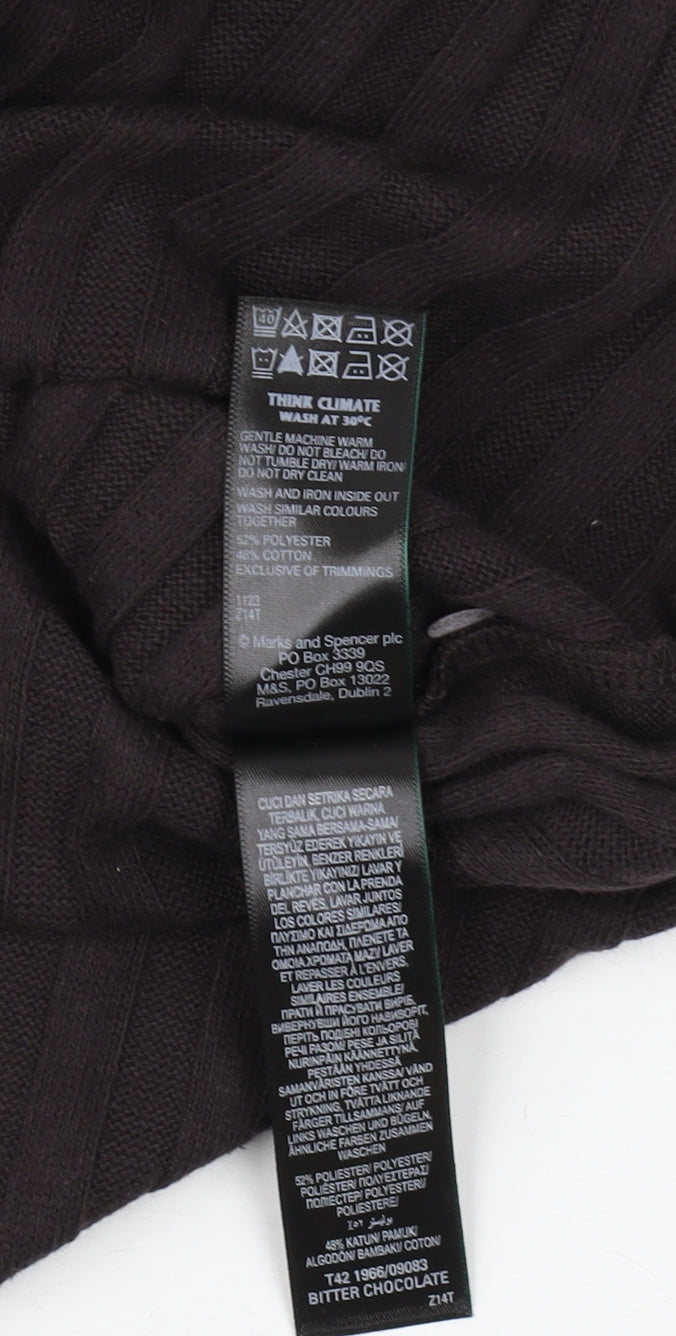 40
THINK CLIMATE
WASH AT 30ºC
GENTLE MACHINE WARM
WASH/ DO NOT BLEACH/ DO
NOT TUMBLE DRY/ WARM IRON/
DO NOT DRY CLEAN
WASH AND IRON INSIDE OUT
WASH SIMILAR COLOURS
TOGETHER
52% POLYESTER
48% COTTON
EXCLUSIVE OF TRIMMINGS
1123
Z14T
© Marks and Spencer plc
PO Box 3339
Chester CH99 9QS
M&S, PO Box 13022
Ravensdale, Dublin 2
CUCI DAN SETRIKA SECARA
TERBALIK, CUCI WARNA
YANG SAMA BERSAMA-SAMA/
TERSYÜZ EDEREK YIKAYIN VE
ÜTÜLEYİN, BENZER RENKLERİ
BİRLİKTE YIKAYINIZ/ LAVAR Y
PLANCHAR CON LA PRENDA
DEL REVÉS, LAVAR JUNTOS
LOS COLORES SIMILARES/
ΠΛΥΣΙΜΟ ΚΑΙ ΣΙΔΕΡΩΜΑ ΑΠΟ
ΤΗΝ ΑΝΑΠΟΔΗ, ΠΛΕΝΕΤΕ ΤΑ
ΟΜΟΙΑ ΧΡΩΜΑΤΑ ΜΑΖΙ/ LAVER
ET REPASSER À L'ENVERS,
LAVER LES COULEURS
SIMILAIRES ENSEMBLE/
ПРАТИ Й ПРАСУВАТИ ВИРІБ,
ВИВЕРНУВШИ ЙОГО НАВИВОРІТ,
ПЕРІТЬ ПОДІБНІ КОЛЬОРОВІ
РЕЧІ РАЗОМ/ PESE JA SILITÄ
NURINPÄIN KÄÄNNETTYNÄ,
PESTÄÄN YHDESSÄ
SAMANVÄRISTEN KANSSA/ VÄND
UT OCH IN FÖRE TVÄTT OCH
STRYKNING, TVÄTTA LIKNANDE
FÄRGER TILLSAMMANS/ AUF
LINKS WASCHEN UND BÜGELN,
ÄHNLICHE FARBEN ZUSAMMEN
WASCHEN
52% POLIESTER/ POLYESTER/
POLIÉSTER/ ΠΟΛΥΕΣΤΕΡΑΣ/
ПОЛІЕСТЕР/ POLYESTER/
POLIESTERE/
بوليستر ٥٢٪
48% KATUN/ PAMUK/
ALGODÓN/ ΒΑΜΒΑΚΙ/ COTON/
T42 1966/09083
BITTER CHOCOLATE
Z14T